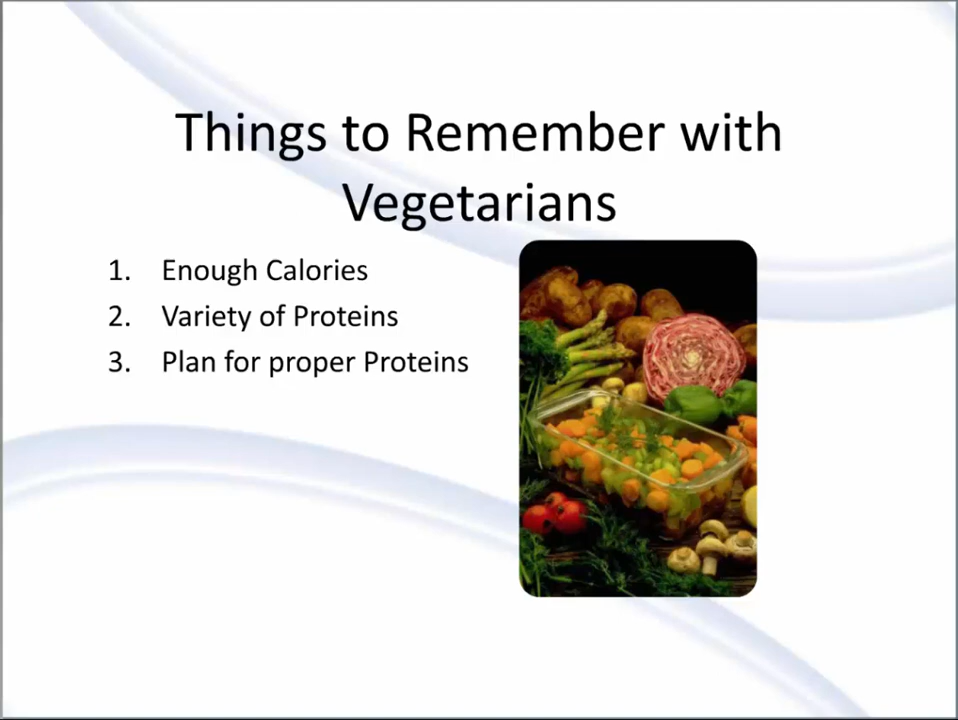 Things to Remember with
Vegetarians
1. Enough Calories
2. Variety of Proteins
3. Plan for proper Proteins